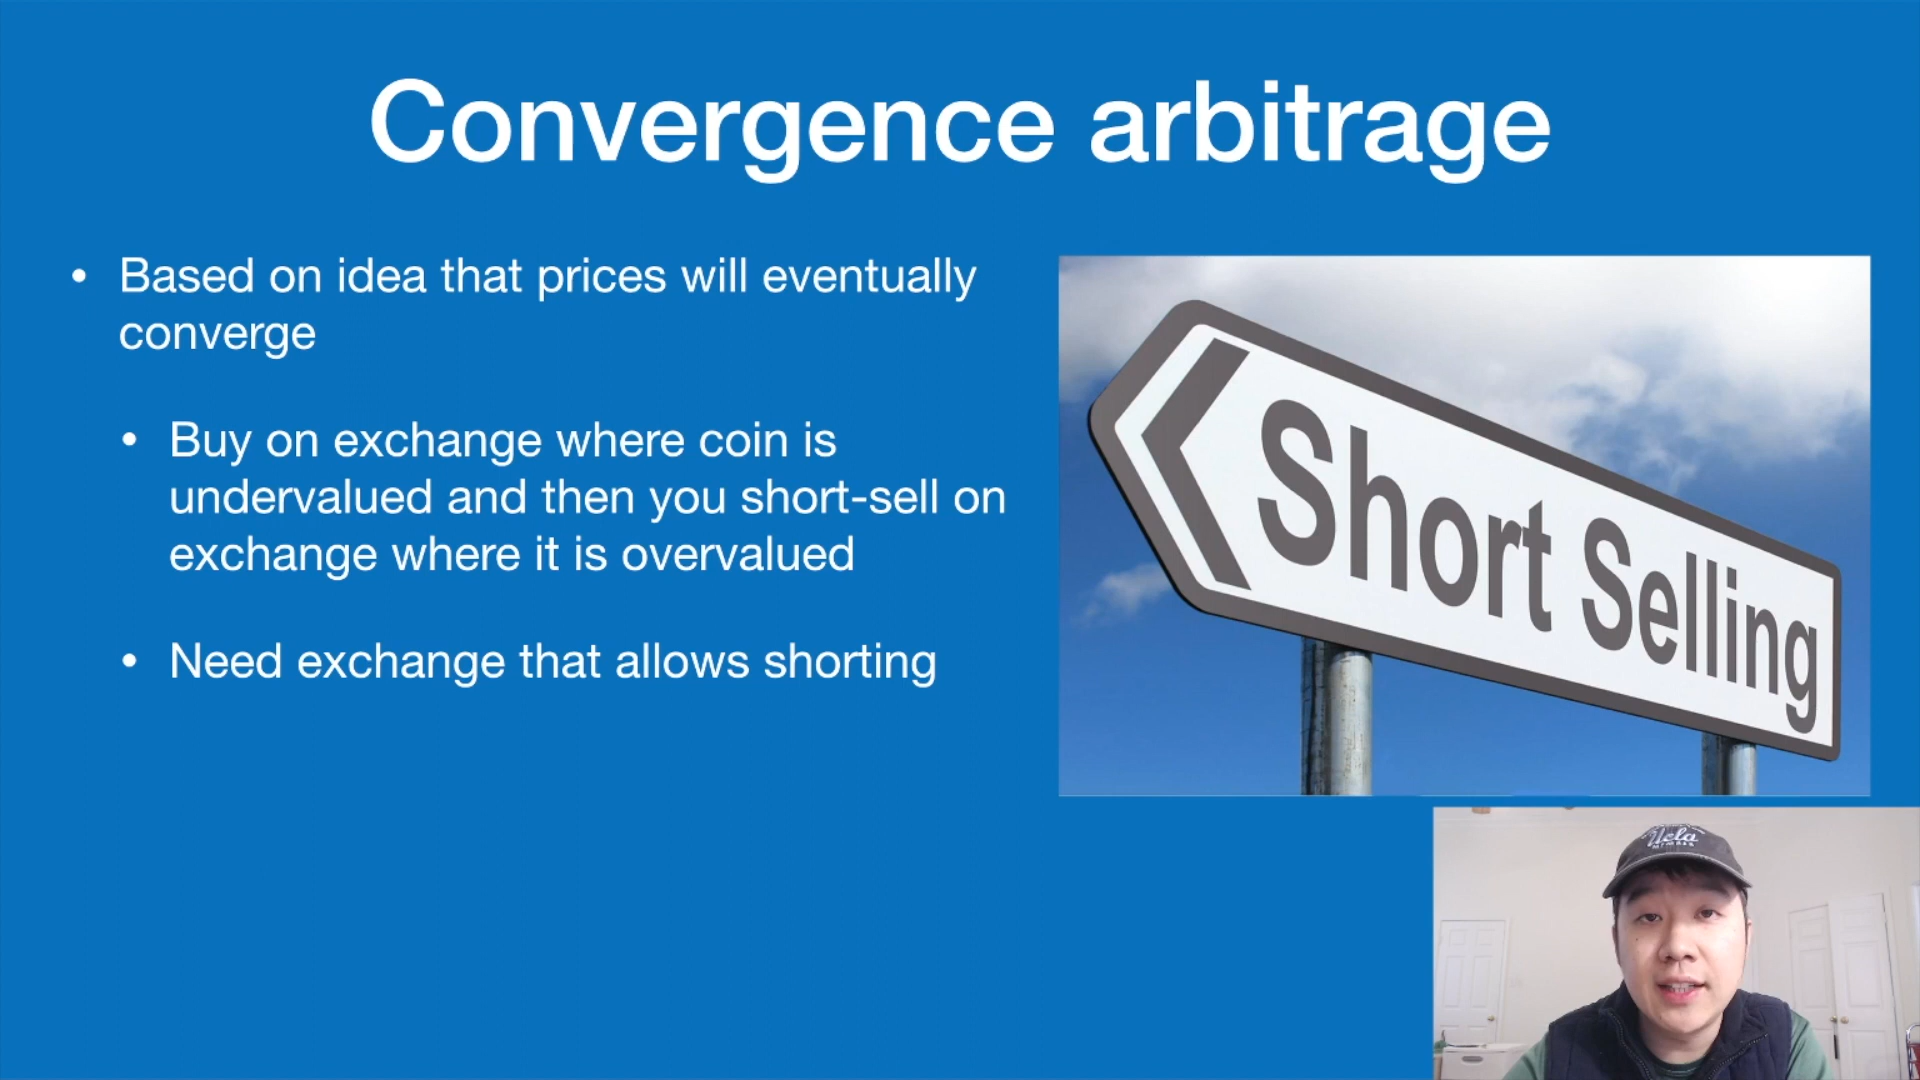 Convergence arbitrage
• Based on idea that prices will eventually
converge
• Buy on exchange where coin is
undervalued and then you short-sell on
exchange where it is overvalued
• Need exchange that allows shorting
Short Selling
Ucla